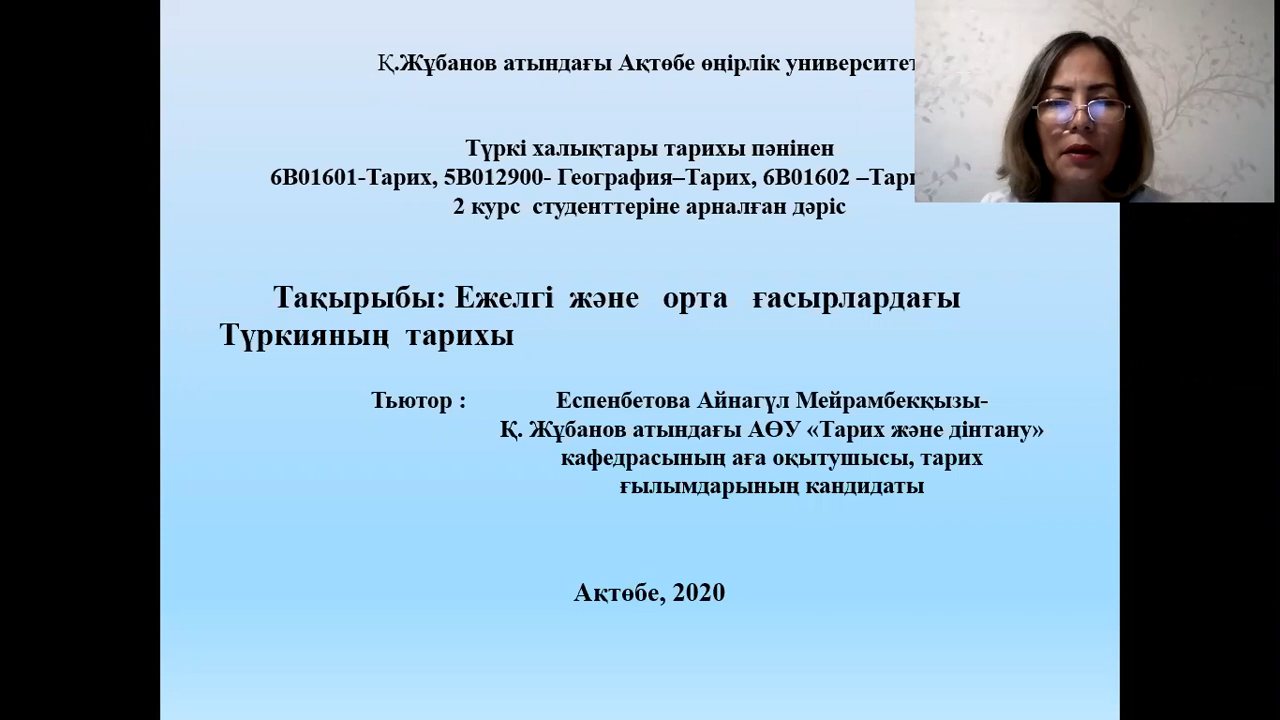 Қ.Жұбанов атындағы Ақтөбе өңірлік университет
Түркі халықтары тарихы пәнінен
6В01601-Тарих, 5В012900- География–Тарих, 6В01602 –Тари
2 курс студенттеріне арналған дәріс
Тақырыбы: Ежелгі және орта ғасырлардағы
Түркияның тарихы
Тьютор : Еспенбетова Айнагүл Мейрамбекқызы-
Қ. Жұбанов атындағы АӨУ «Тарих және дінтану»
кафедрасының аға оқытушысы, тарих
ғылымдарының кандидаты
Ақтөбе, 2020